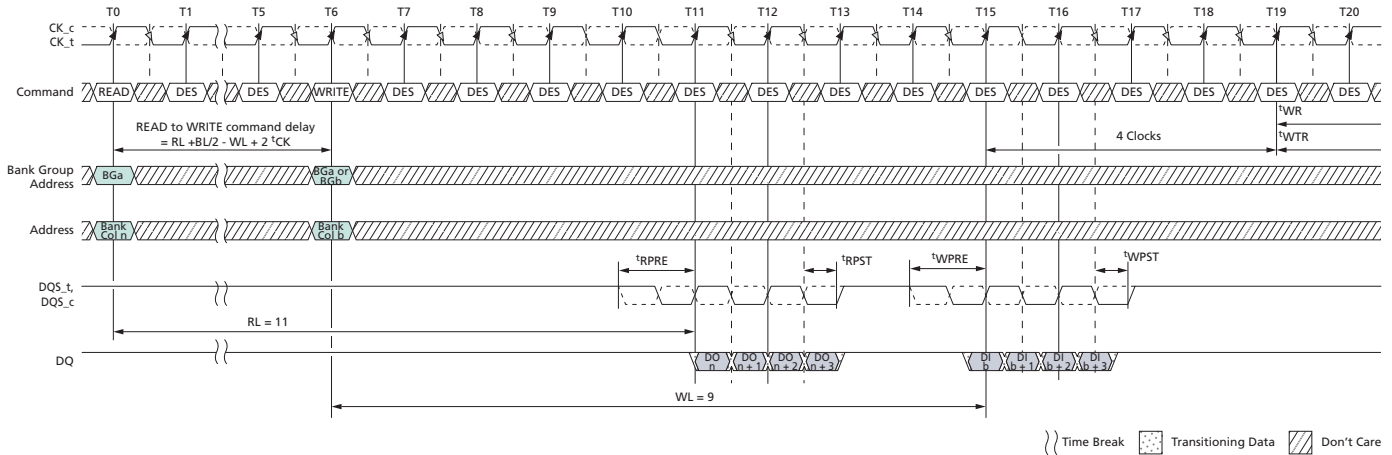 T0 T1 T5 T6 T7 T8 T9 T10 T11 T12 T13 T14 T15 T16 T17 T18 T19 T20
CK_c
CK_t
Command READ DES DES WRITE DES DES DES DES DES DES DES DES DES DES DES DES DES DES
tWR
READ to WRITE command delay
= RL +BL/2 - WL + 2 tCK
4 Clocks
tWTR
Bank Group
Address
BGa
BGa or
BGb
Address
Bank
Col n
Bank
Col b
tRPRE tRPST tWPRE tWPST
DQS_t,
DQS_c
RL = 11
DQ
DO
n
DO
n + 1
DO
n + 2
DO
n + 3
DI
b
DI
b + 1
DI
b + 2
DI
b + 3
WL = 9
Time Break Transitioning Data Don't Care